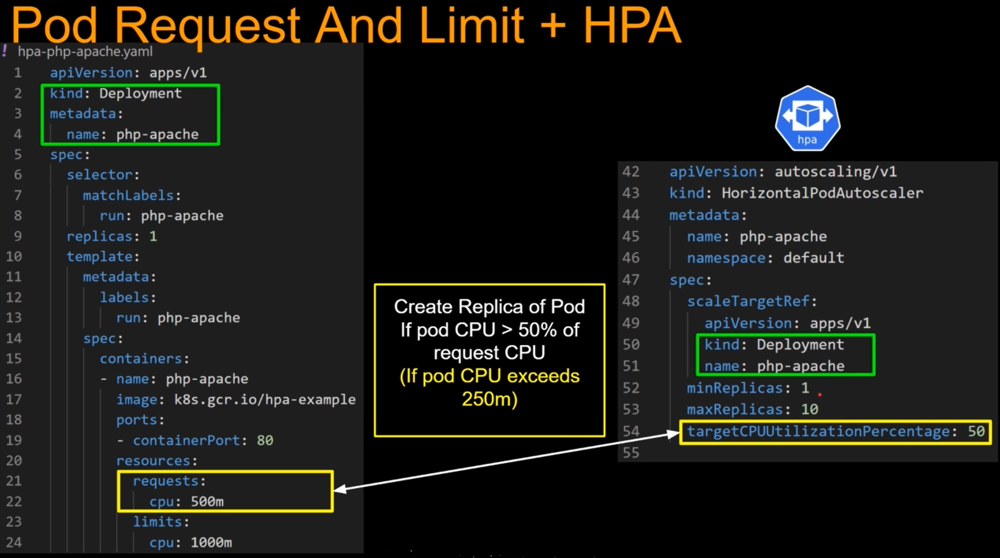 Pod Request And Limit + HPA
! hpa-php-apache.yaml
1 apiVersion: apps/v1
2 kind: Deployment
3 metadata:
4 name: php-apache
5 spec:
6 selector:
7 matchLabels:
8 run: php-apache
9 replicas: 1
10 template:
11 metadata:
12 labels:
13 run: php-apache
14 spec:
15 containers:
16 - name: php-apache
17 image: k8s.gcr.io/hpa-example
18 ports:
19 - containerPort: 80
20 resources:
21 requests:
22 cpu: 500m
23 limits:
24 cpu: 1000m
Create Replica of Pod
If pod CPU > 50% of
request CPU
(If pod CPU exceeds
250m)
hpa
42 apiVersion: autoscaling/v1
43 kind: HorizontalPodAutoscaler
44 metadata:
45 name: php-apache
46 namespace: default
47 spec:
48 scaleTargetRef:
49 apiVersion: apps/v1
50 kind: Deployment
51 name: php-apache
52 minReplicas: 1
53 maxReplicas: 10
54 targetCPUUtilizationPercentage: 50
55